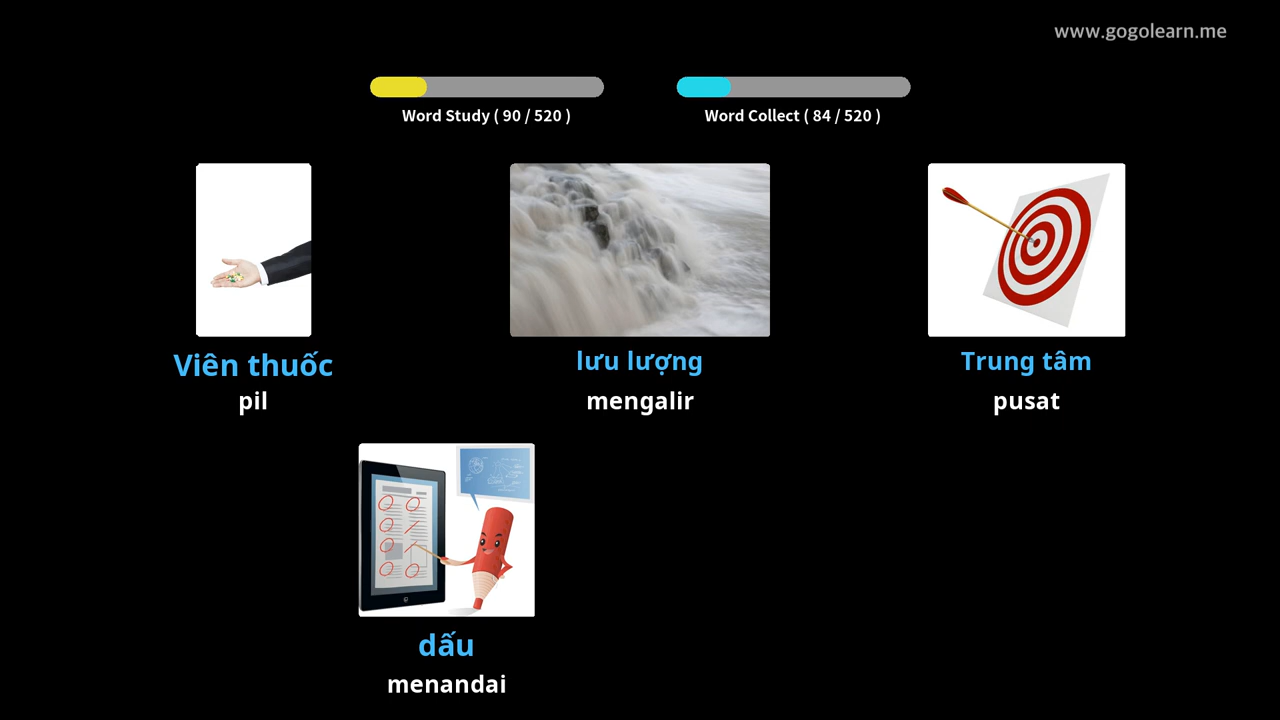 www.gogolearn.me
Word Study ( 90 / 520 )
Word Collect ( 84 / 520 )
Viên thuốc
pil
lưu lượng
mengalir
Trung tâm
pusat
dấu
menandai